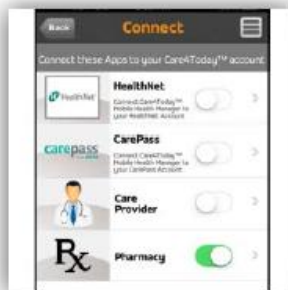 Back
Connect
Connect these Apps to your Care4Today™ account
HealthNet
HealthNet
Connect Care4Today™
Mobile Health Manager to
your HealthNet Account
CarePass
carepass
Connect Care4Today™
Mobile Health Manager to
your CarePass Account
Care
Provider
Rx
Pharmacy